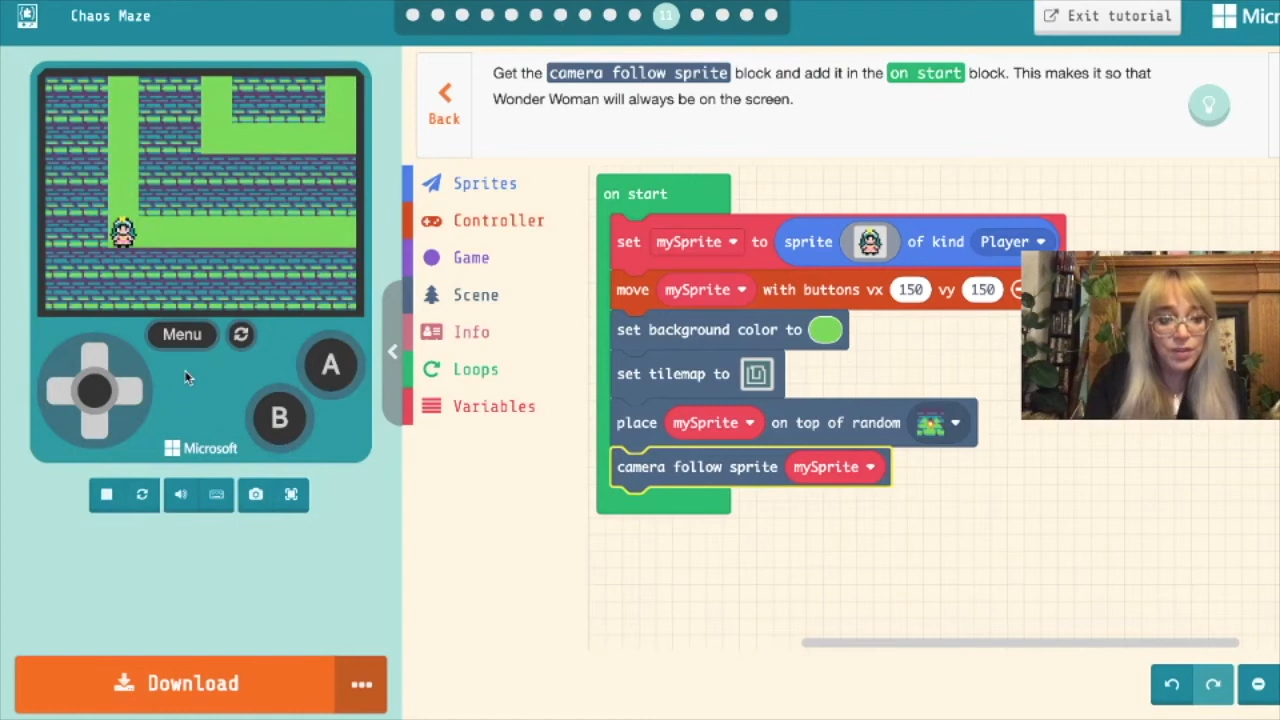 Chaos Maze
11
Exit tutorial
Micr
Back
Get the camera follow sprite block and add it in the on start block. This makes it so that
Wonder Woman will always be on the screen.
Sprites
Controller
Game
Scene
Info
Loops
Variables
on start
set mySprite to sprite of kind Player
move mySprite with buttons vx 150 vy 150
set background color to
set tilemap to
place mySprite on top of random
camera follow sprite mySprite
Menu
A
B
Microsoft
Download